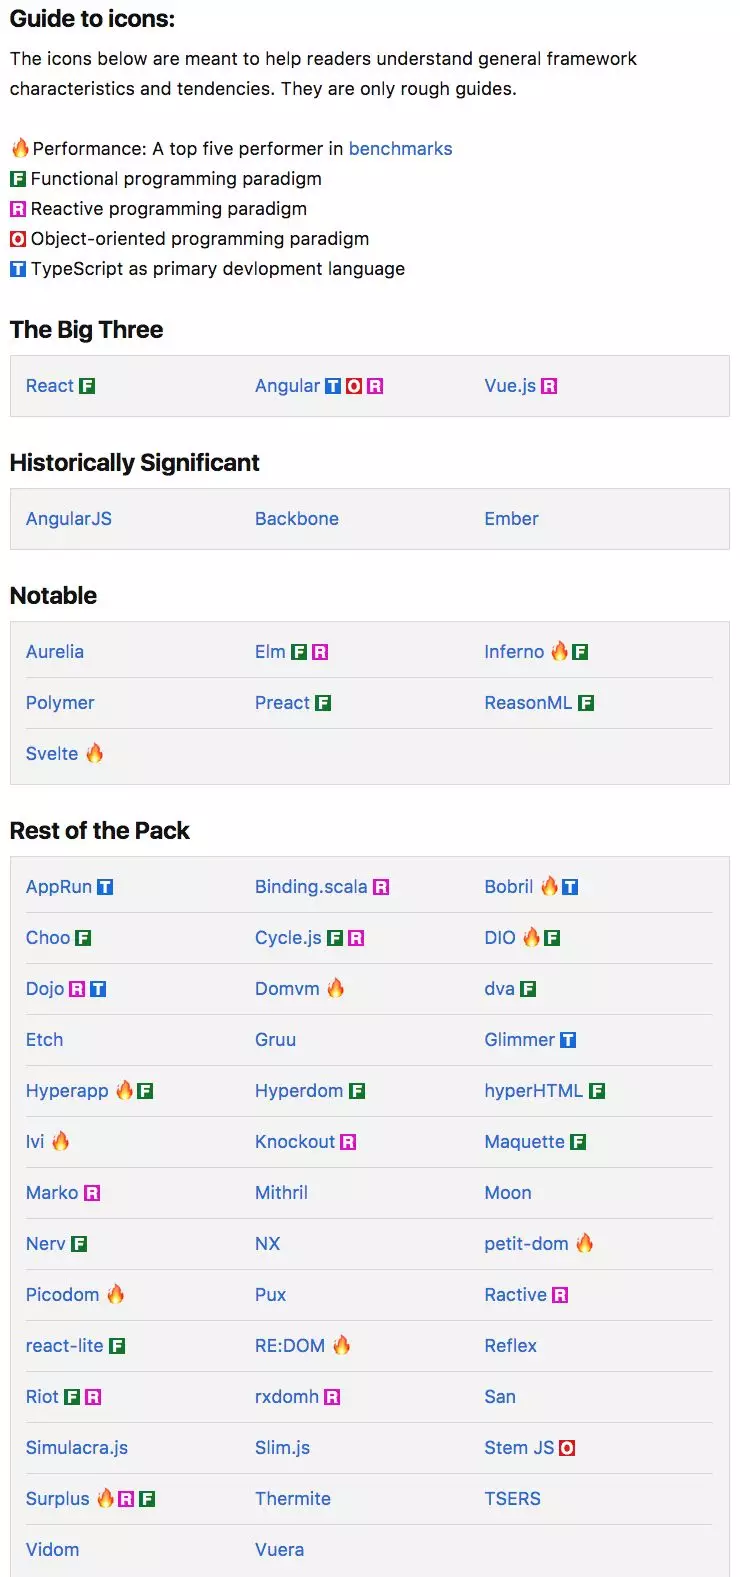 Guide to icons:
The icons below are meant to help readers understand general framework
characteristics and tendencies. They are only rough guides.
🔥Performance: A top five performer in benchmarks
F Functional programming paradigm
R Reactive programming paradigm
O Object-oriented programming paradigm
T TypeScript as primary devlopment language
The Big Three
React F Angular T O R Vue.js R
Historically Significant
AngularJS Backbone Ember
Notable
Aurelia Elm F R Inferno 🔥 F
Polymer Preact F ReasonML F
Svelte 🔥
Rest of the Pack
AppRun T Binding.scala R Bobril 🔥 T
Choo F Cycle.js F R DIO 🔥 F
Dojo R T Domvm 🔥 dva F
Etch Gruu Glimmer T
Hyperapp 🔥 F Hyperdom F hyperHTML F
Ivi 🔥 Knockout R Maquette F
Marko R Mithril Moon
Nerv F NX petit-dom 🔥
Picodom 🔥 Pux Ractive R
react-lite F RE:DOM 🔥 Reflex
Riot F R rxdomh R San
Simulacra.js Slim.js Stem JS O
Surplus 🔥 R F Thermite TSERS
Vidom Vuera